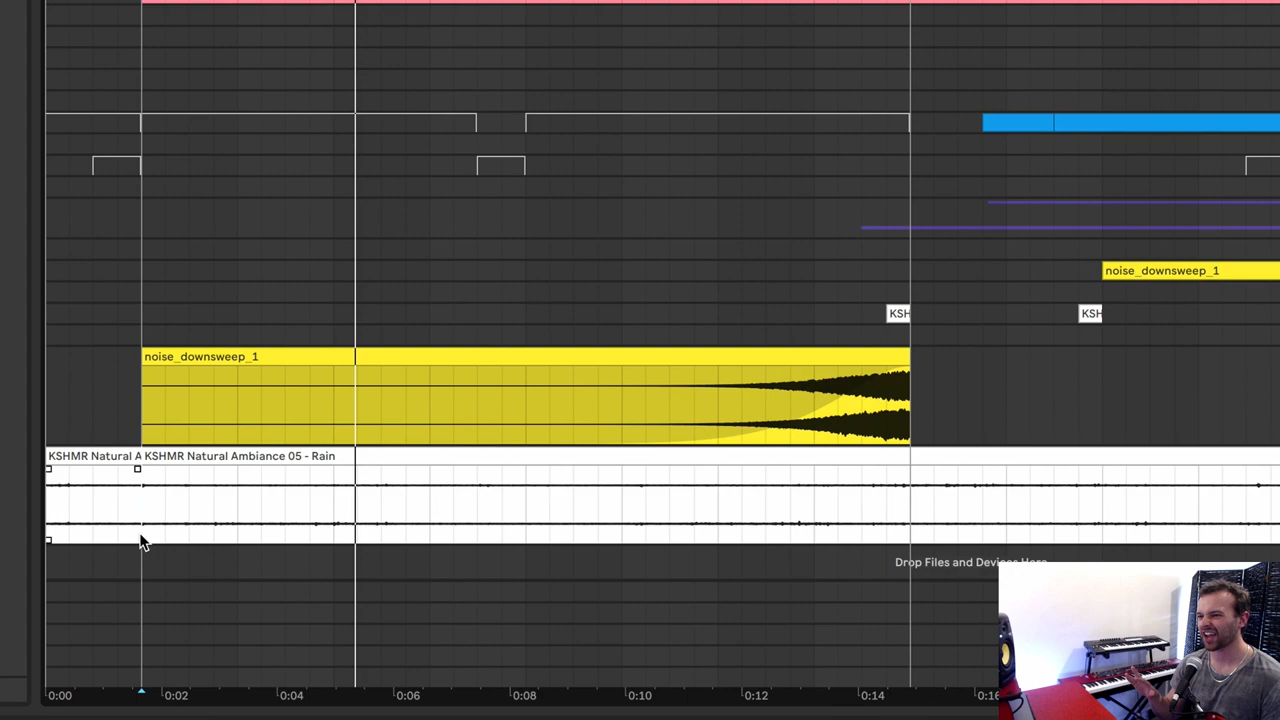 noise_downsweep_1
KSH
KSH
noise_downsweep_1
KSHMR Natural A
KSHMR Natural Ambiance 05 - Rain
Drop Files and Devices Here
0:00
0:02
0:04
0:06
0:08
0:10
0:12
0:14
0:16